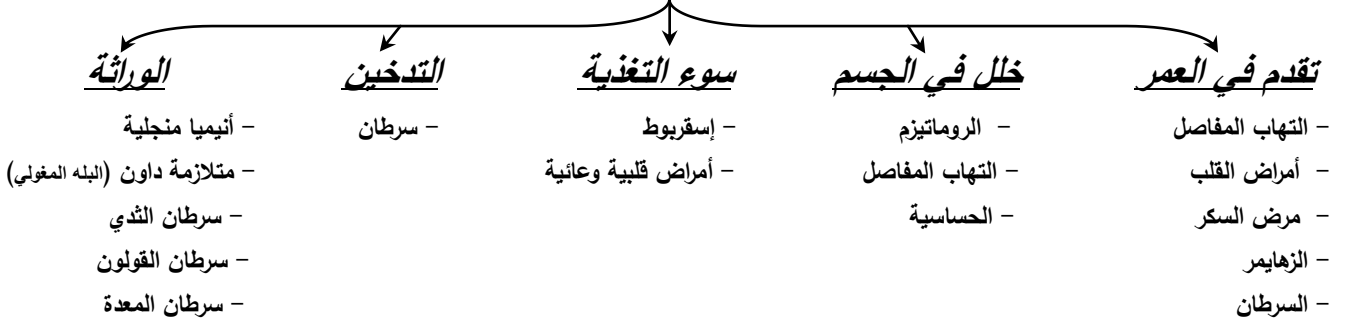 تقدم في العمر
- التهاب المفاصل
- أمراض القلب
- مرض السكر
- الزهايمر
- السرطان
خلل في الجسم
- الروماتيزم
- التهاب المفاصل
- الحساسية
سوء التغذية
- إسقربوط
- أمراض قلبية وعائية
التدخين
- سرطان
الوراثة
- أنيميا منجلية
- متلازمة داون (البله المغولي)
- سرطان الثدي
- سرطان القولون
- سرطان المعدة